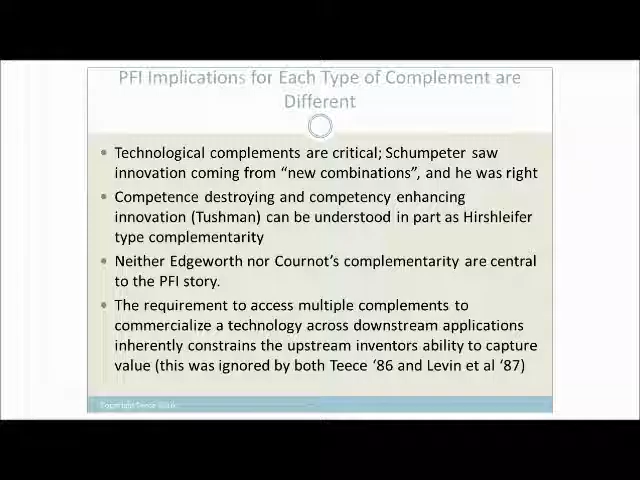 PFI Implications for Each Type of Complement are
Different
• Technological complements are critical; Schumpeter saw
innovation coming from “new combinations”, and he was right
• Competence destroying and competency enhancing
innovation (Tushman) can be understood in part as Hirshleifer
type complementarity
• Neither Edgeworth nor Cournot’s complementarity are central
to the PFI story.
• The requirement to access multiple complements to
commercialize a technology across downstream applications
inherently constrains the upstream inventors ability to capture
value (this was ignored by both Teece ‘86 and Levin et al ‘87)
Copyright Teece